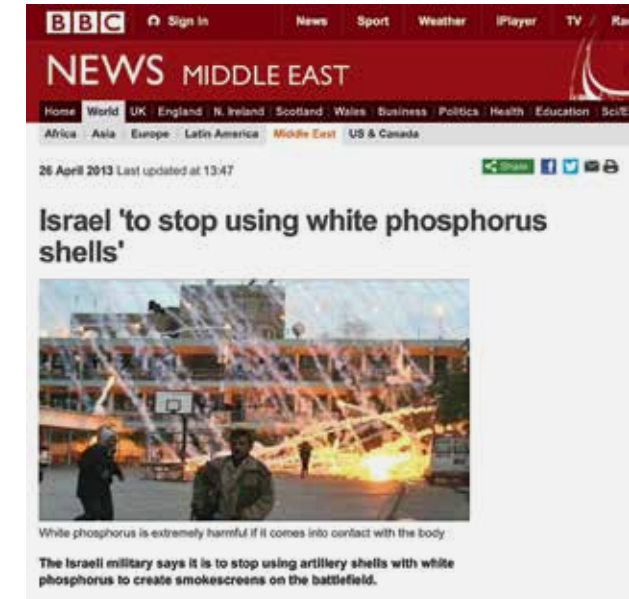 BBC Sign in News Sport Weather iPlayer TV
NEWS MIDDLE EAST
Home World UK England N. Ireland Scotland Wales Business Politics Health Education Sci/E
Africa Asia Europe Latin America Middle East US & Canada
26 April 2013 Last updated at 13:47
Share
Israel 'to stop using white phosphorus
shells'
White phosphorus is extremely harmful if it comes into contact with the body
The Israeli military says it is to stop using artillery shells with white
phosphorus to create smokescreens on the battlefield.